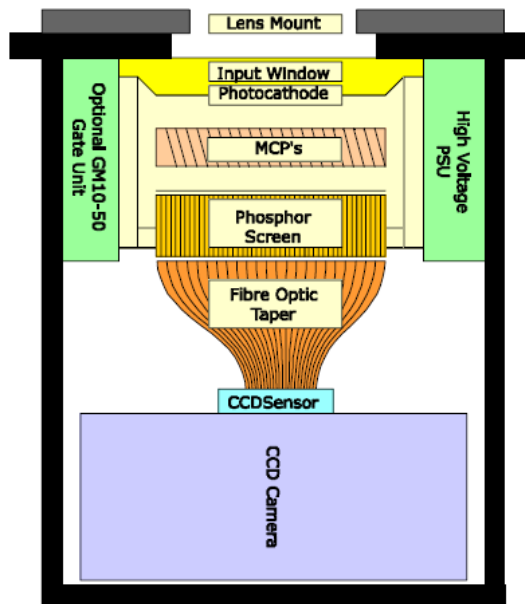 Lens Mount
Input Window
Photocathode
Optional GM10-50
Gate Unit
MCP's
High Voltage
PSU
Phosphor
Screen
Fibre Optic
Taper
CCDSensor
CCD Camera